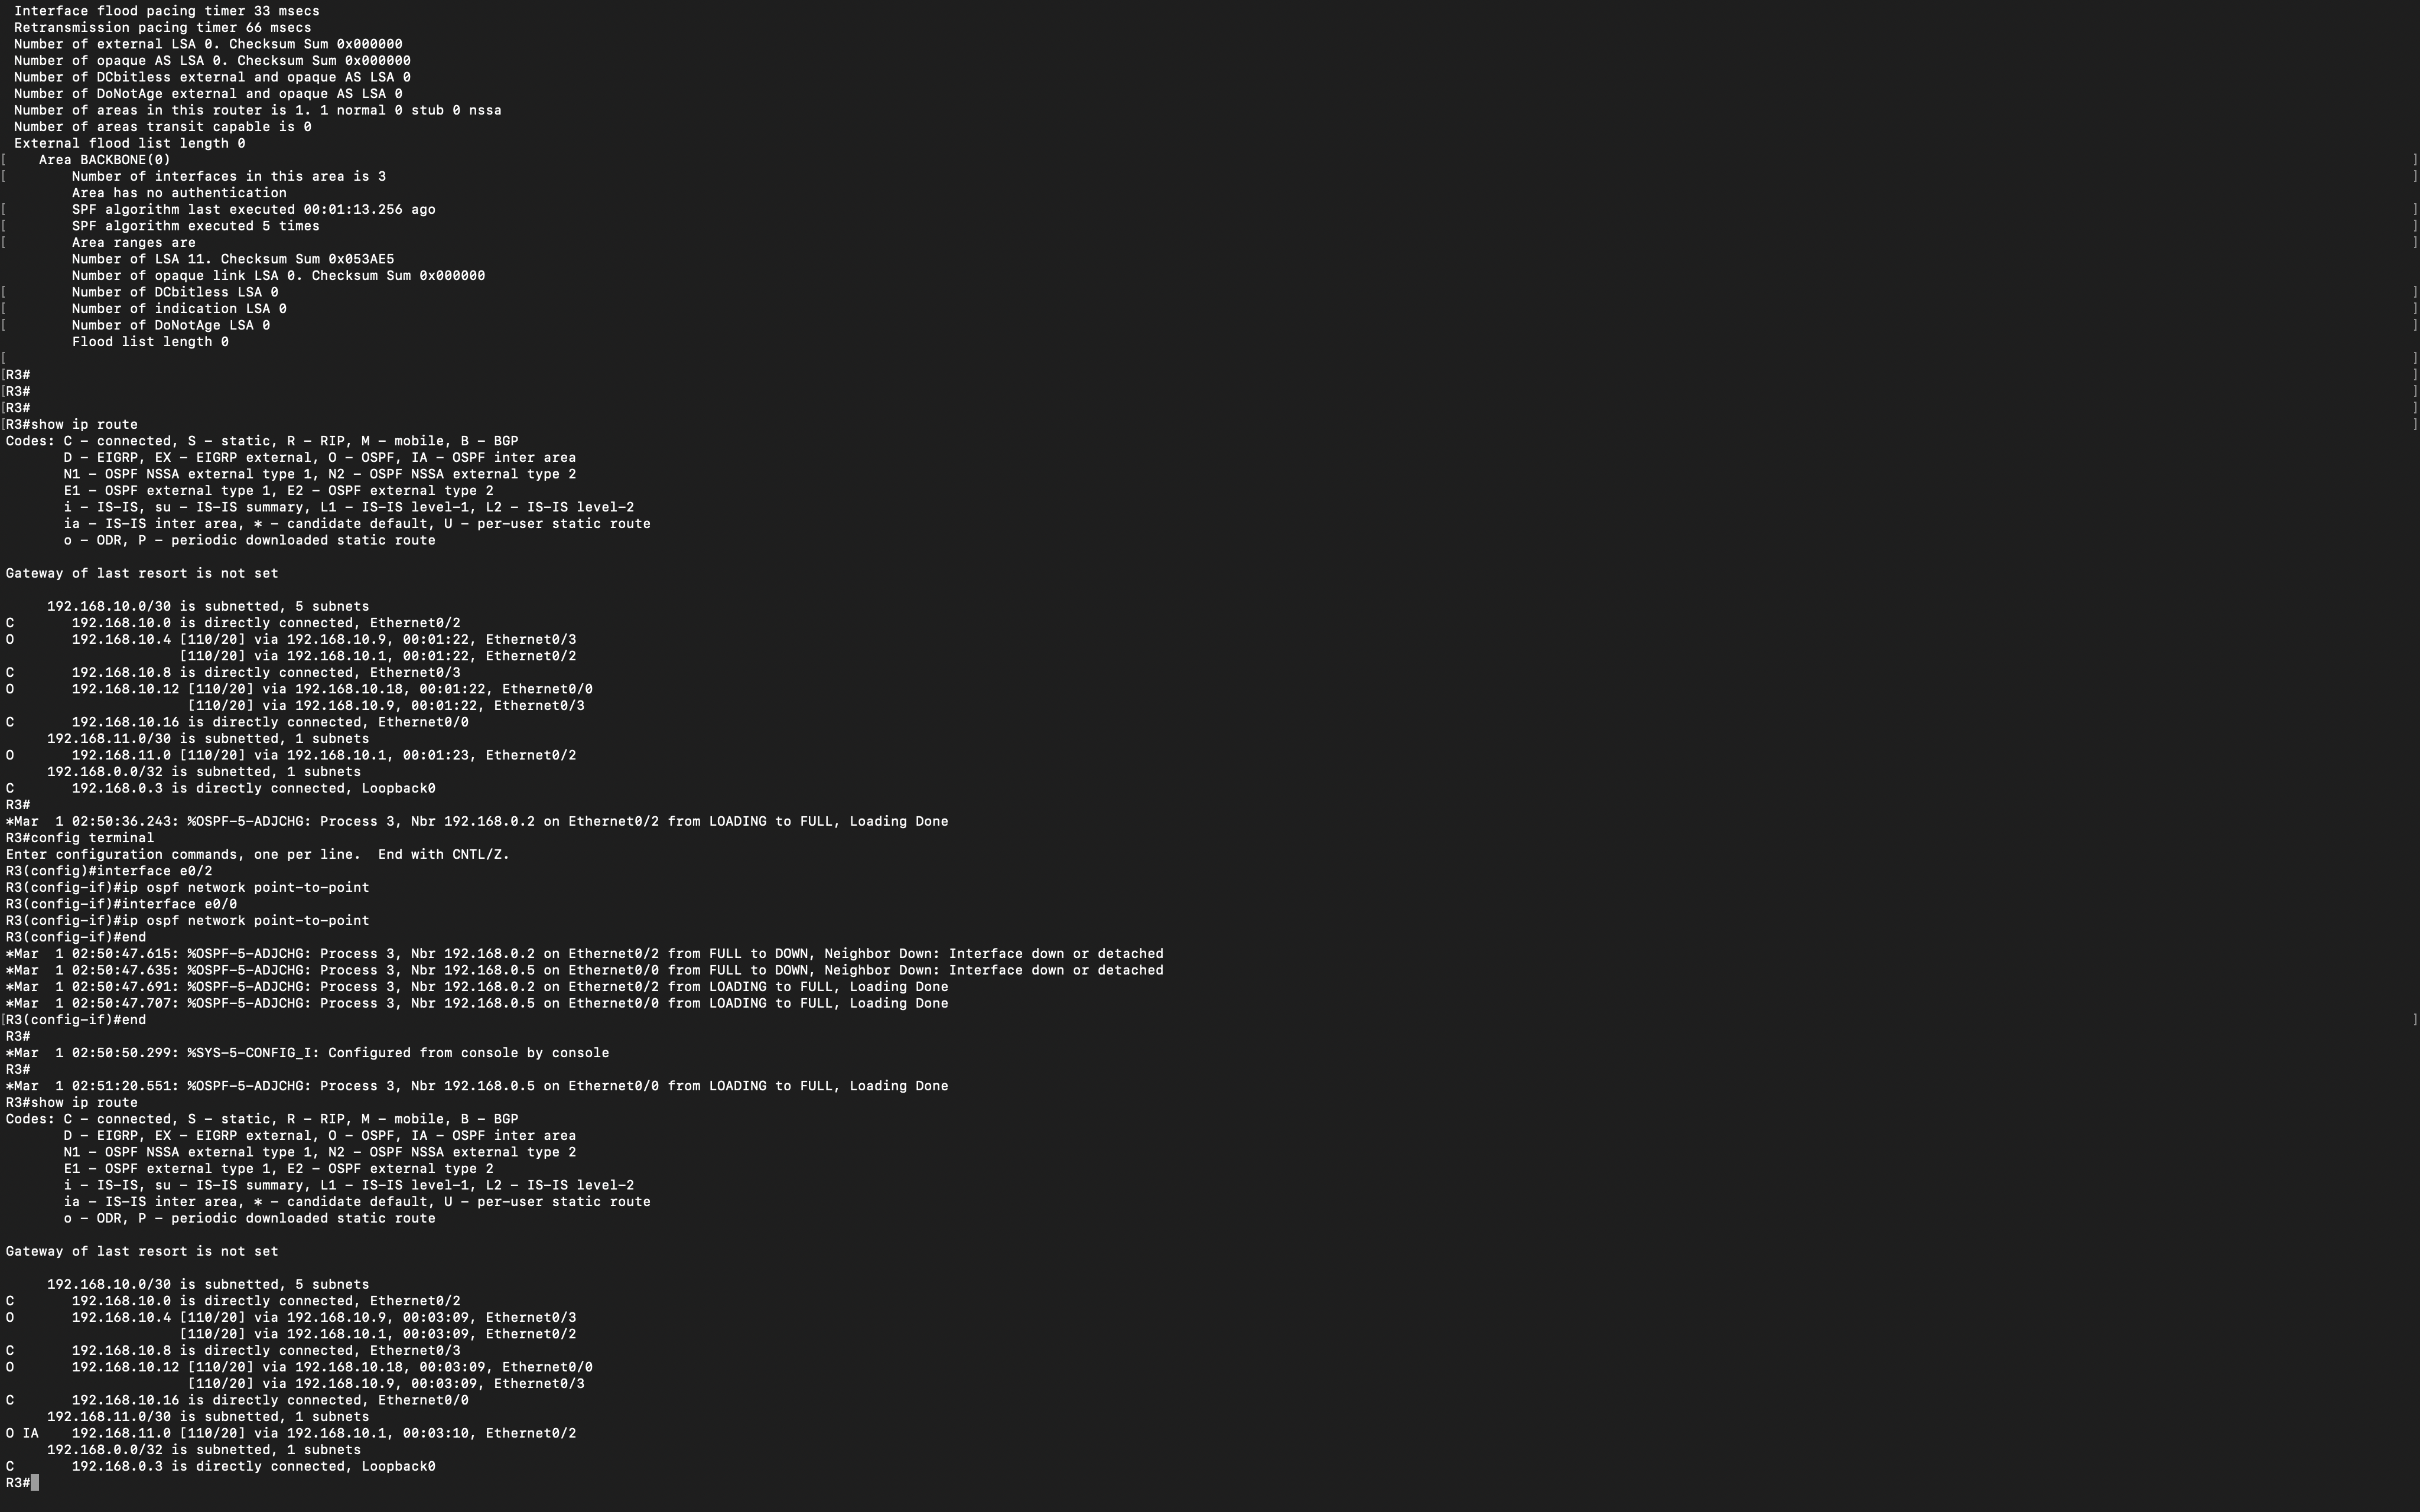 Interface flood pacing timer 33 msecs
Retransmission pacing timer 66 msecs
Number of external LSA 0. Checksum Sum 0x000000
Number of opaque AS LSA 0. Checksum Sum 0x000000
Number of DCbitless external and opaque AS LSA 0
Number of DoNotAge external and opaque AS LSA 0
Number of areas in this router is 1. 1 normal 0 stub 0 nssa
Number of areas transit capable is 0
External flood list length 0
[    Area BACKBONE(0) ]
[        Number of interfaces in this area is 3 ]
Area has no authentication
[        SPF algorithm last executed 00:01:13.256 ago ]
[        SPF algorithm executed 5 times ]
[        Area ranges are ]
Number of LSA 11. Checksum Sum 0x053AE5
Number of opaque link LSA 0. Checksum Sum 0x000000
[        Number of DCbitless LSA 0 ]
[        Number of indication LSA 0 ]
[        Number of DoNotAge LSA 0 ]
Flood list length 0
[ ]
[R3# ]
[R3# ]
[R3# ]
[R3#show ip route ]
Codes: C - connected, S - static, R - RIP, M - mobile, B - BGP
D - EIGRP, EX - EIGRP external, O - OSPF, IA - OSPF inter area
N1 - OSPF NSSA external type 1, N2 - OSPF NSSA external type 2
E1 - OSPF external type 1, E2 - OSPF external type 2
i - IS-IS, su - IS-IS summary, L1 - IS-IS level-1, L2 - IS-IS level-2
ia - IS-IS inter area, * - candidate default, U - per-user static route
o - ODR, P - periodic downloaded static route
Gateway of last resort is not set
192.168.10.0/30 is subnetted, 5 subnets
C       192.168.10.0 is directly connected, Ethernet0/2
O       192.168.10.4 [110/20] via 192.168.10.9, 00:01:22, Ethernet0/3
[110/20] via 192.168.10.1, 00:01:22, Ethernet0/2
C       192.168.10.8 is directly connected, Ethernet0/3
O       192.168.10.12 [110/20] via 192.168.10.18, 00:01:22, Ethernet0/0
[110/20] via 192.168.10.9, 00:01:22, Ethernet0/3
C       192.168.10.16 is directly connected, Ethernet0/0
192.168.11.0/30 is subnetted, 1 subnets
O       192.168.11.0 [110/20] via 192.168.10.1, 00:01:23, Ethernet0/2
192.168.0.0/32 is subnetted, 1 subnets
C       192.168.0.3 is directly connected, Loopback0
R3#
*Mar  1 02:50:36.243: %OSPF-5-ADJCHG: Process 3, Nbr 192.168.0.2 on Ethernet0/2 from LOADING to FULL, Loading Done
R3#config terminal
Enter configuration commands, one per line.  End with CNTL/Z.
R3(config)#interface e0/2
R3(config-if)#ip ospf network point-to-point
R3(config-if)#interface e0/0
R3(config-if)#ip ospf network point-to-point
R3(config-if)#end
*Mar  1 02:50:47.615: %OSPF-5-ADJCHG: Process 3, Nbr 192.168.0.2 on Ethernet0/2 from FULL to DOWN, Neighbor Down: Interface down or detached
*Mar  1 02:50:47.635: %OSPF-5-ADJCHG: Process 3, Nbr 192.168.0.5 on Ethernet0/0 from FULL to DOWN, Neighbor Down: Interface down or detached
*Mar  1 02:50:47.691: %OSPF-5-ADJCHG: Process 3, Nbr 192.168.0.2 on Ethernet0/2 from LOADING to FULL, Loading Done
*Mar  1 02:50:47.707: %OSPF-5-ADJCHG: Process 3, Nbr 192.168.0.5 on Ethernet0/0 from LOADING to FULL, Loading Done
[R3(config-if)#end ]
R3#
*Mar  1 02:50:50.299: %SYS-5-CONFIG_I: Configured from console by console
R3#
*Mar  1 02:51:20.551: %OSPF-5-ADJCHG: Process 3, Nbr 192.168.0.5 on Ethernet0/0 from LOADING to FULL, Loading Done
R3#show ip route
Codes: C - connected, S - static, R - RIP, M - mobile, B - BGP
D - EIGRP, EX - EIGRP external, O - OSPF, IA - OSPF inter area
N1 - OSPF NSSA external type 1, N2 - OSPF NSSA external type 2
E1 - OSPF external type 1, E2 - OSPF external type 2
i - IS-IS, su - IS-IS summary, L1 - IS-IS level-1, L2 - IS-IS level-2
ia - IS-IS inter area, * - candidate default, U - per-user static route
o - ODR, P - periodic downloaded static route
Gateway of last resort is not set
192.168.10.0/30 is subnetted, 5 subnets
C       192.168.10.0 is directly connected, Ethernet0/2
O       192.168.10.4 [110/20] via 192.168.10.9, 00:03:09, Ethernet0/3
[110/20] via 192.168.10.1, 00:03:09, Ethernet0/2
C       192.168.10.8 is directly connected, Ethernet0/3
O       192.168.10.12 [110/20] via 192.168.10.18, 00:03:09, Ethernet0/0
[110/20] via 192.168.10.9, 00:03:09, Ethernet0/3
C       192.168.10.16 is directly connected, Ethernet0/0
192.168.11.0/30 is subnetted, 1 subnets
O IA    192.168.11.0 [110/20] via 192.168.10.1, 00:03:10, Ethernet0/2
192.168.0.0/32 is subnetted, 1 subnets
C       192.168.0.3 is directly connected, Loopback0
R3#